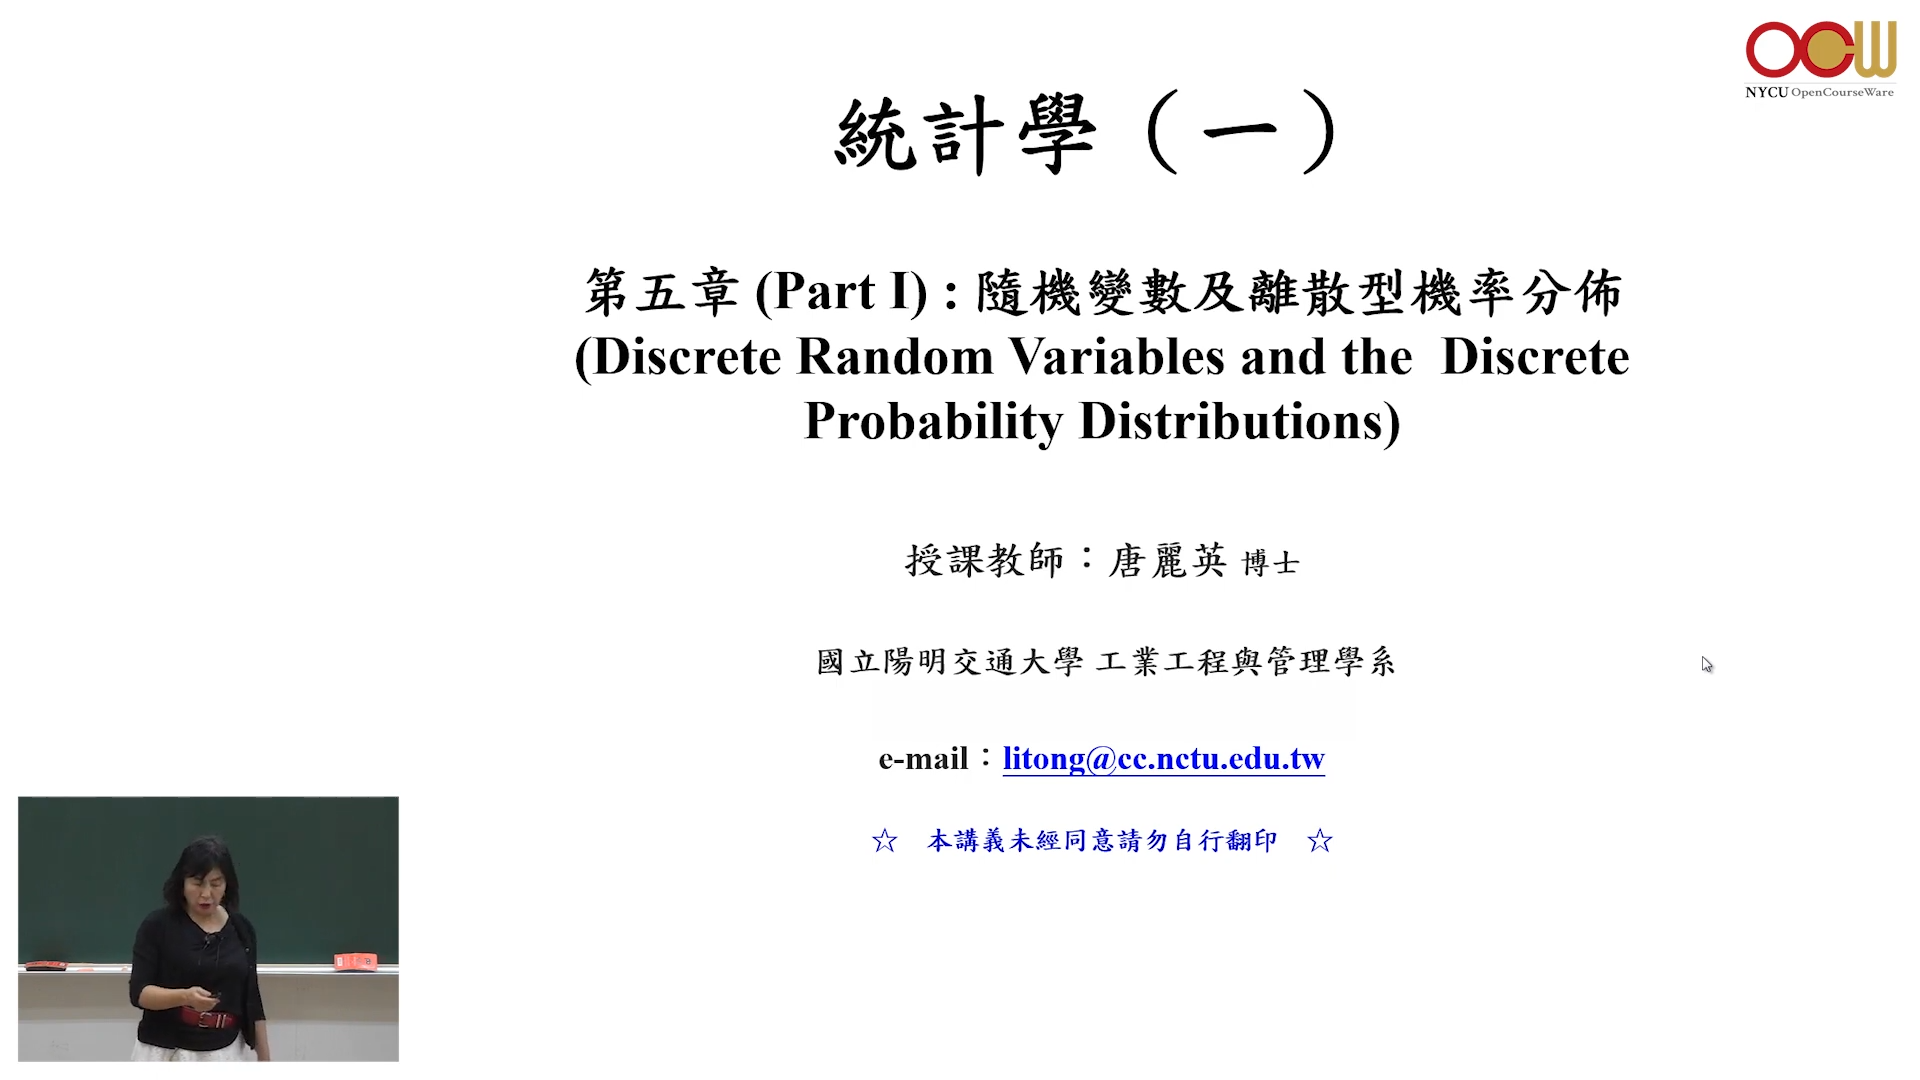 OCW
NYCU OpenCourseWare
統計學（一）
第五章 (Part I) : 隨機變數及離散型機率分佈
(Discrete Random Variables and the Discrete
Probability Distributions)
授課教師：唐麗英 博士
國立陽明交通大學 工業工程與管理學系
e-mail：litong@cc.nctu.edu.tw
☆ 本講義未經同意請勿自行翻印 ☆